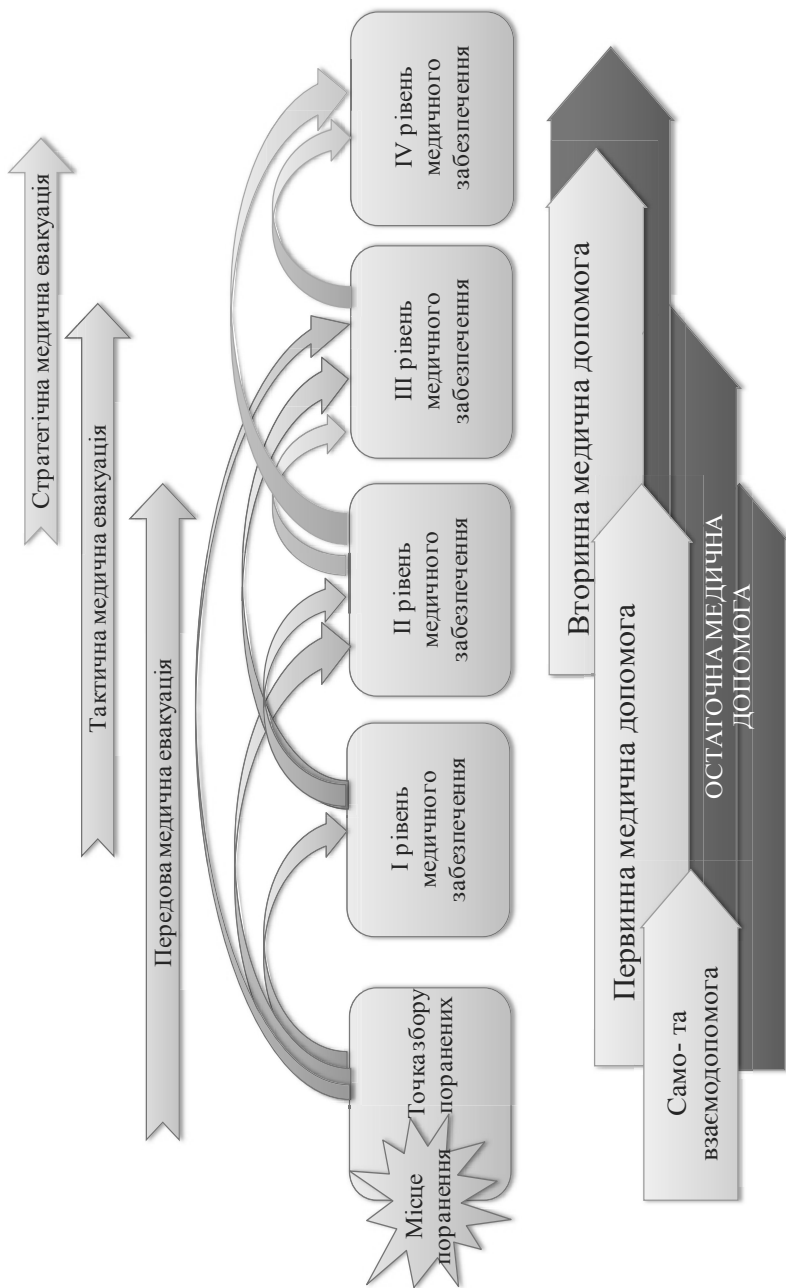 Стратегічна медична евакуація
Тактична медична евакуація
Передова медична евакуація
Місце
поранення
Точка збору
поранених
I рівень
медичного
забезпечення
II рівень
медичного
забезпечення
III рівень
медичного
забезпечення
IV рівень
медичного
забезпечення
Вторинна медична допомога
Первинна медична допомога
ОСТАТОЧНА МЕДИЧНА
ДОПОМОГА
Само- та
взаємодопомога